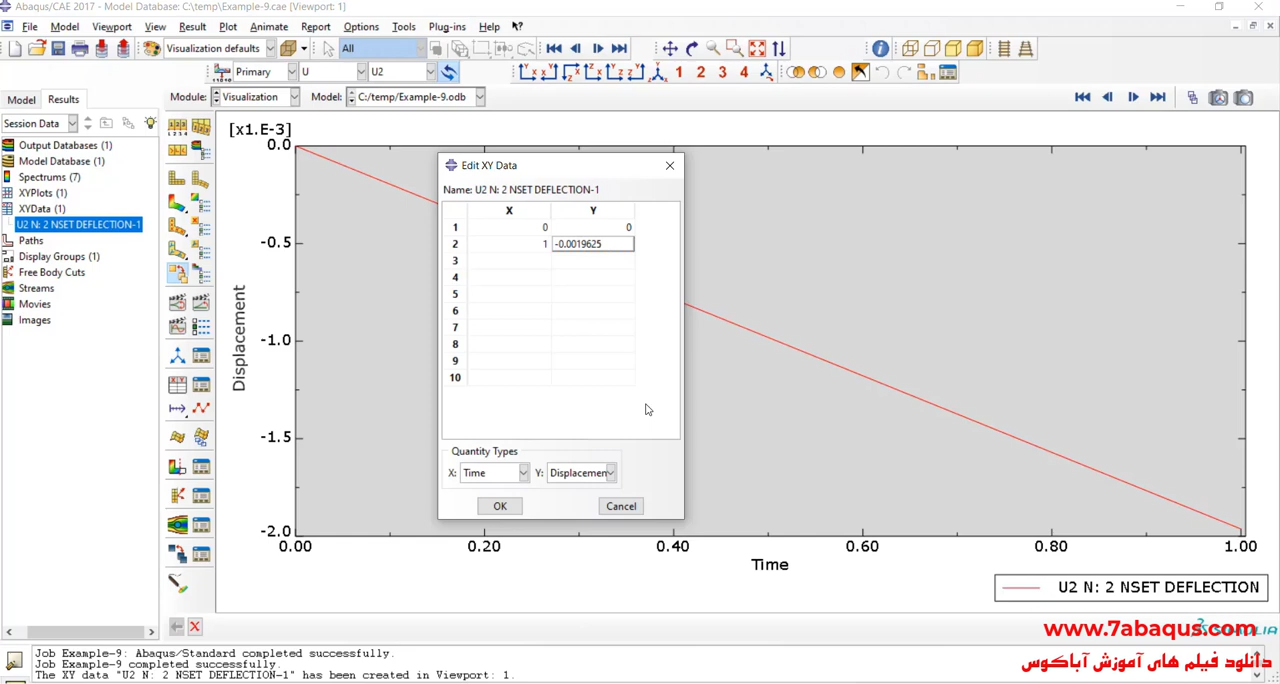 Abaqus/CAE 2017 - Model Database: C:\temp\Example-9.cae [Viewport: 1]
File Model Viewport View Result Plot Animate Report Options Tools Plug-ins Help
Visualization defaults All
Primary U U2 1 2 3 4
Model Results Module: Visualization Model: C:/temp/Example-9.odb
Session Data
Output Databases (1)
Model Database (1)
Spectrums (7)
XYPlots (1)
XYData (1)
U2 N: 2 NSET DEFLECTION-1
Paths
Display Groups (1)
Free Body Cuts
Streams
Movies
Images
[x1.E-3]
0.0
-0.5
-1.0
-1.5
-2.0
Displacement
0.00 0.20 0.40 0.60 0.80 1.00
Time
U2 N: 2 NSET DEFLECTION
Edit XY Data
Name: U2 N: 2 NSET DEFLECTION-1
X Y
1 0 0
2 1 -0.0019625
3
4
5
6
7
8
9
10
Quantity Types
X: Time Y: Displacemen
OK Cancel
www.7abaqus.com
دانلود فیلم های آموزش آباکوس
Job Example-9: Abaqus/Standard completed successfully.
Job Example-9 completed successfully.
The XY data "U2 N: 2 NSET DEFLECTION-1" has been created in Viewport: 1.